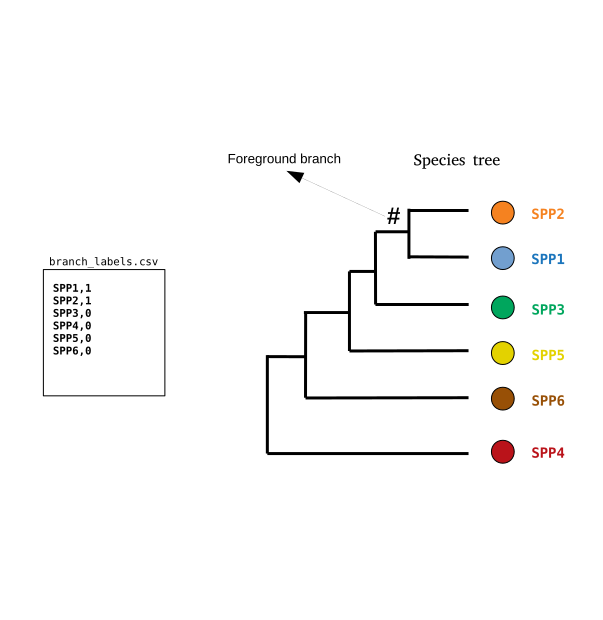 Foreground branch
Species tree
#
SPP2
SPP1
SPP3
SPP5
SPP6
SPP4
branch_labels.csv
SPP1,1
SPP2,1
SPP3,0
SPP4,0
SPP5,0
SPP6,0